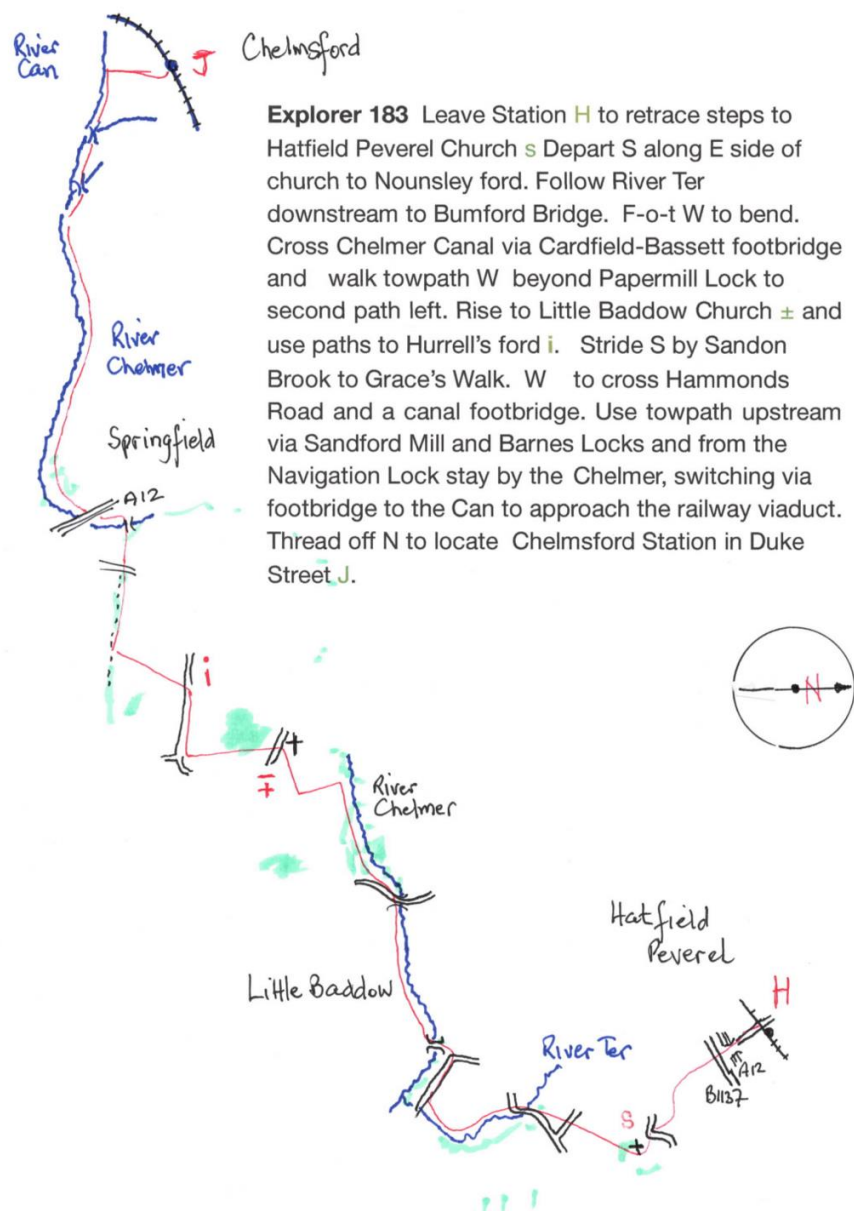 River
Can
J
Chelmsford
Explorer 183 Leave Station H to retrace steps to
Hatfield Peverel Church s Depart S along E side of
church to Nounsley ford. Follow River Ter
downstream to Bumford Bridge. F-o-t W to bend.
Cross Chelmer Canal via Cardfield-Bassett footbridge
and walk towpath W beyond Papermill Lock to
second path left. Rise to Little Baddow Church ± and
use paths to Hurrell's ford i. Stride S by Sandon
Brook to Grace's Walk. W to cross Hammonds
Road and a canal footbridge. Use towpath upstream
via Sandford Mill and Barnes Locks and from the
Navigation Lock stay by the Chelmer, switching via
footbridge to the Can to approach the railway viaduct.
Thread off N to locate Chelmsford Station in Duke
Street J.
River
Chelmer
Springfield
A12
i
N
±
River
Chelmer
Hatfield
Peverel
H
Little Baddow
River Ter
A12
B1137
S